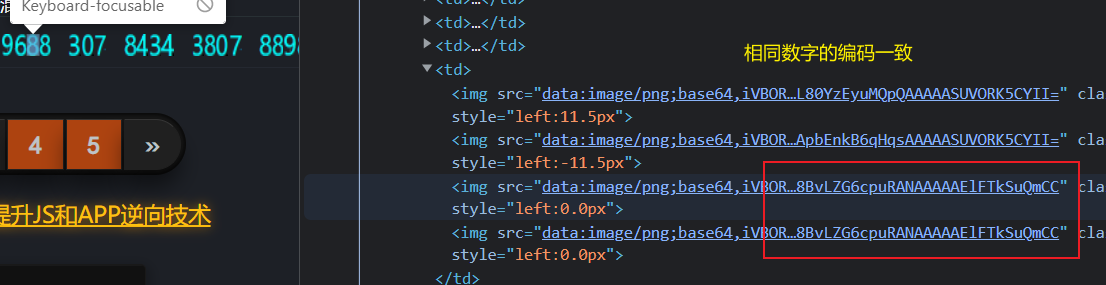 Keyboard-focusable
9688 307 8434 3807 889
4 5 »
提升JS和APP逆向技术
<td>…</td>
<td>…</td>
相同数字的编码一致
<td>
<img src="data:image/png;base64,iVBOR…L80YzEyuMQpQAAAAASUVORK5CYII=" cla
style="left:11.5px">
<img src="data:image/png;base64,iVBOR…ApbEnkB6qHqsAAAAASUVORK5CYII=" cla
style="left:-11.5px">
<img src="data:image/png;base64,iVBOR…8BvLZG6cpuRANAAAAAElFTkSuQmCC" cla
style="left:0.0px">
<img src="data:image/png;base64,iVBOR…8BvLZG6cpuRANAAAAAElFTkSuQmCC" cla
style="left:0.0px">
</td>